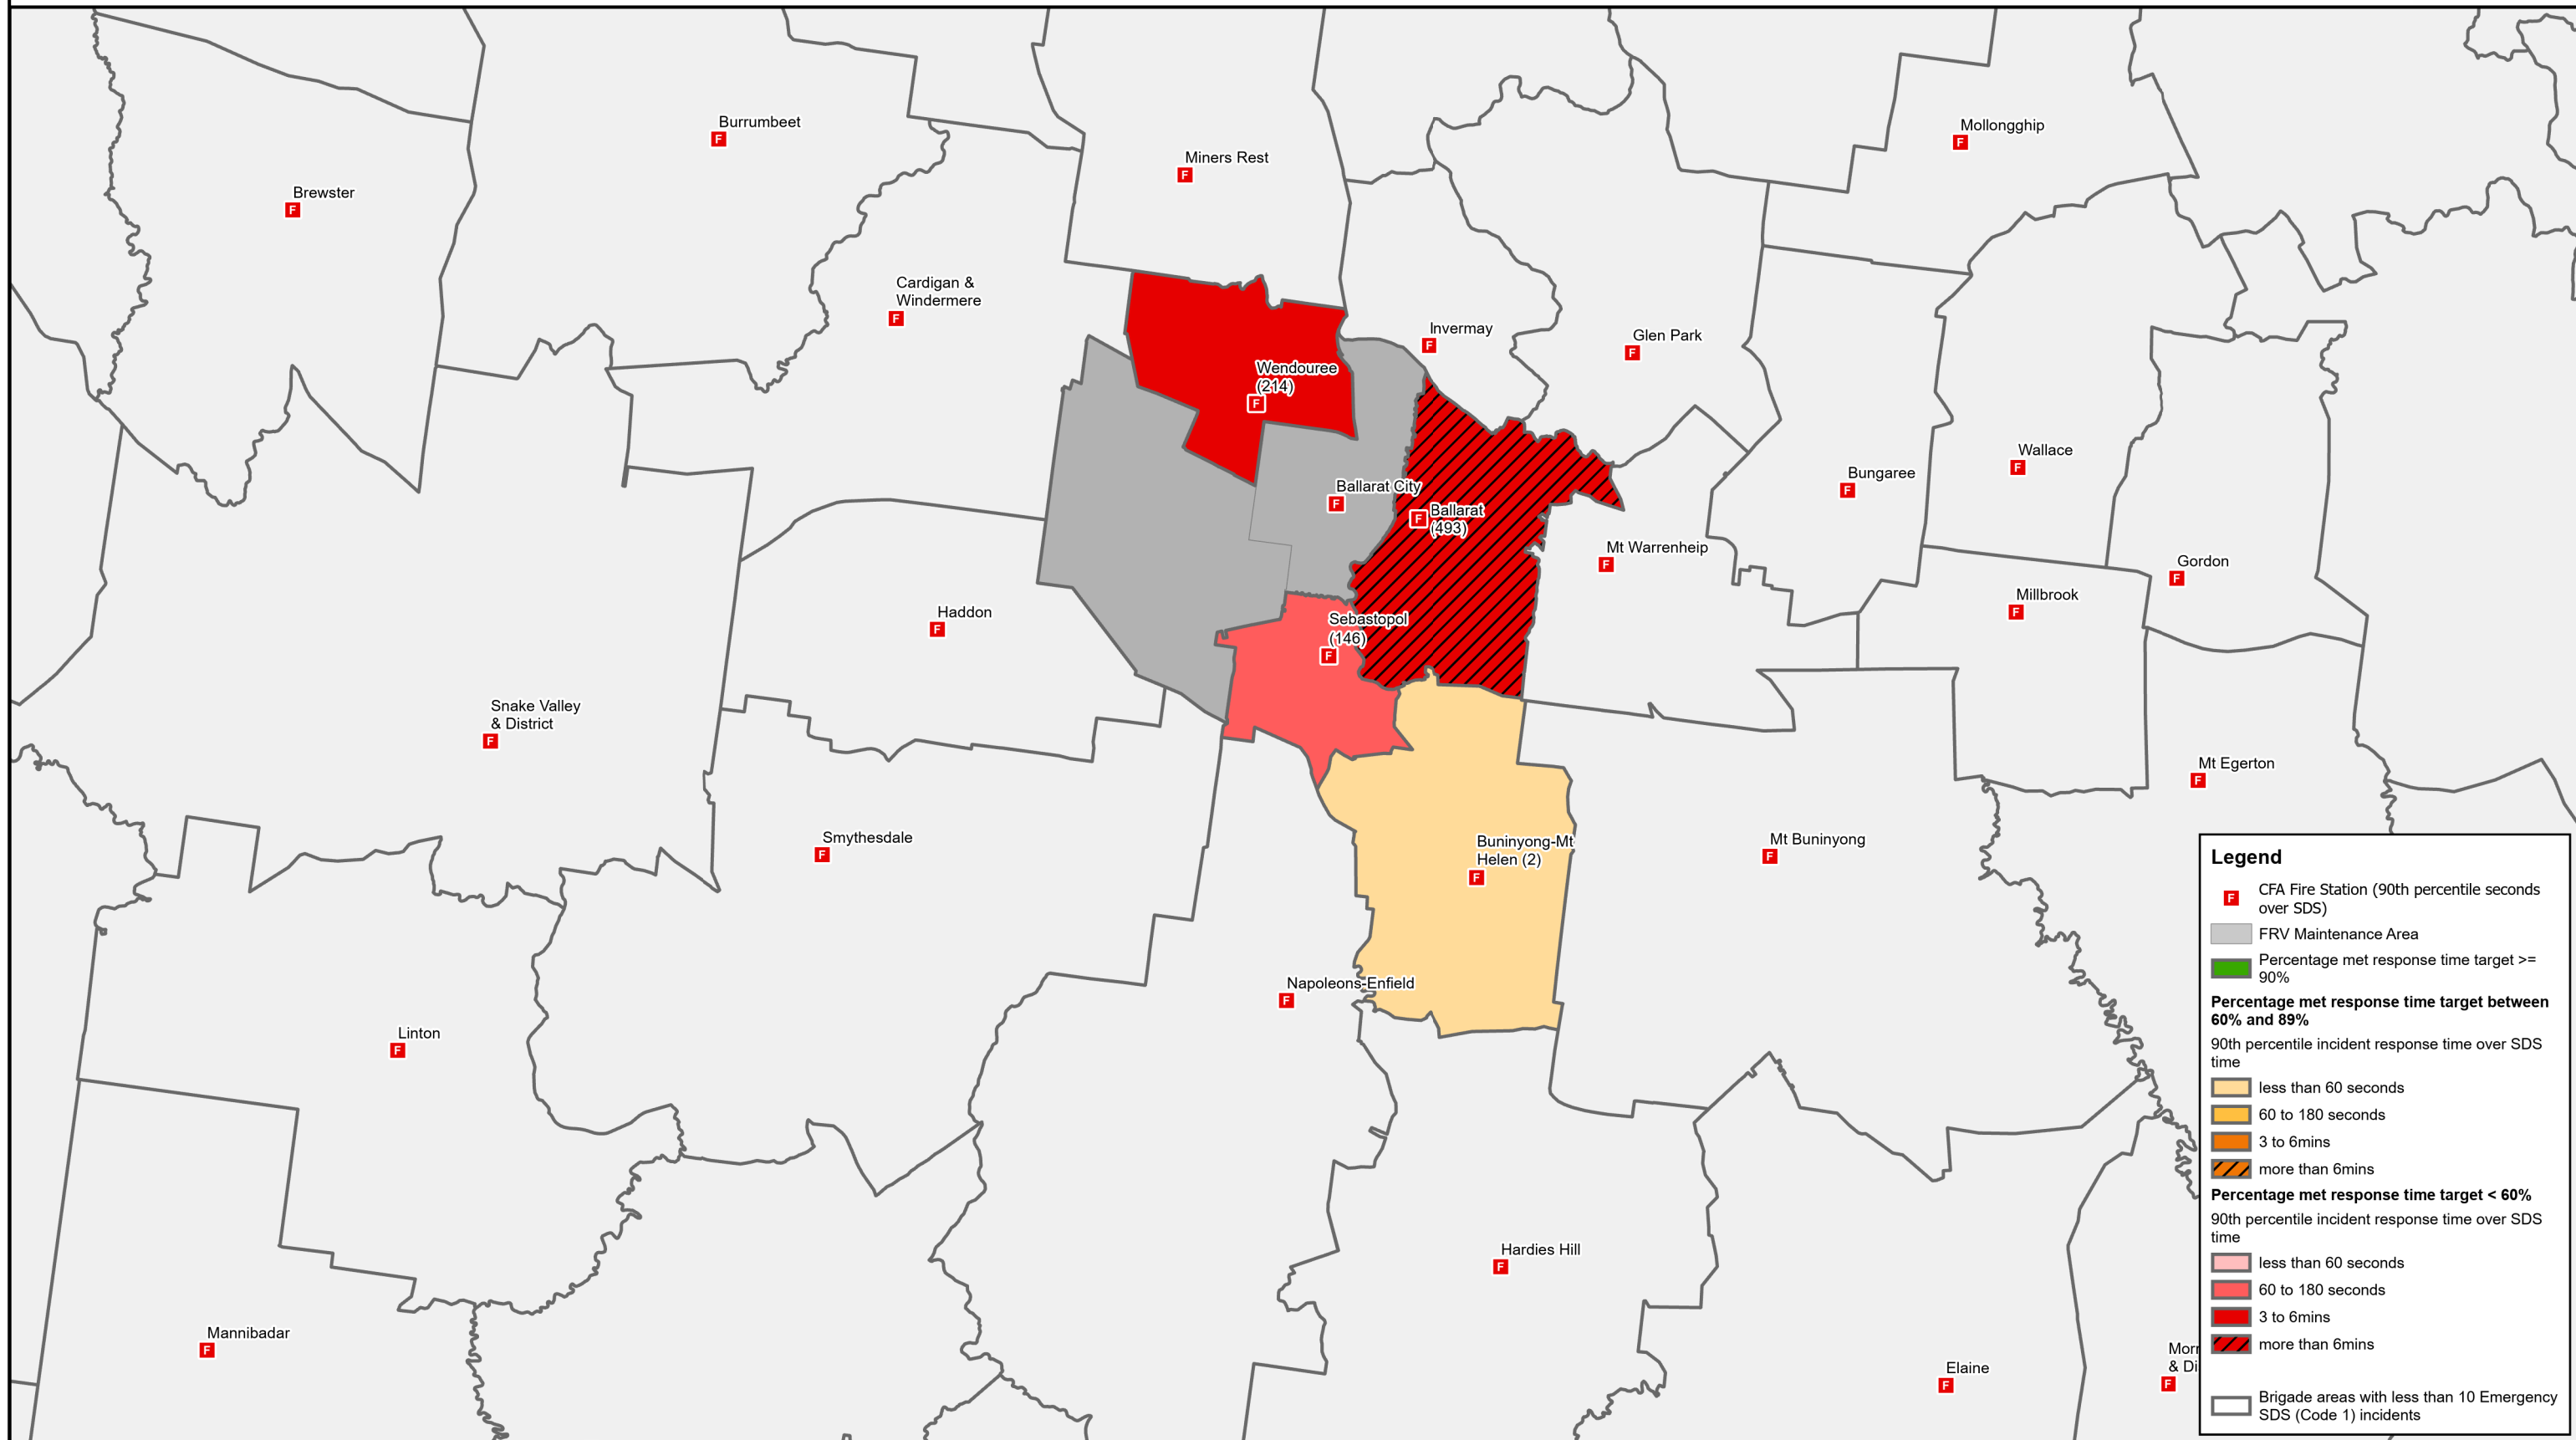 Burrumbeet
Mollongghip
Miners Rest
Brewster
Cardigan &
Windermere
Invermay
Glen Park
Wendouree
(214)
Wallace
Bungaree
Ballarat City
Ballarat
(493)
Mt Warrenheip
Gordon
Millbrook
Haddon
Sebastopol
(146)
Snake Valley
& District
Mt Egerton
Smythesdale
Buninyong-Mt
Helen (2)
Mt Buninyong
Napoleons-Enfield
Linton
Hardies Hill
Mannibadar
Elaine
Morr
& Di
Legend
F CFA Fire Station (90th percentile seconds
over SDS)
FRV Maintenance Area
Percentage met response time target >=
90%
Percentage met response time target between
60% and 89%
90th percentile incident response time over SDS
time
less than 60 seconds
60 to 180 seconds
3 to 6mins
more than 6mins
Percentage met response time target < 60%
90th percentile incident response time over SDS
time
less than 60 seconds
60 to 180 seconds
3 to 6mins
more than 6mins
Brigade areas with less than 10 Emergency
SDS (Code 1) incidents